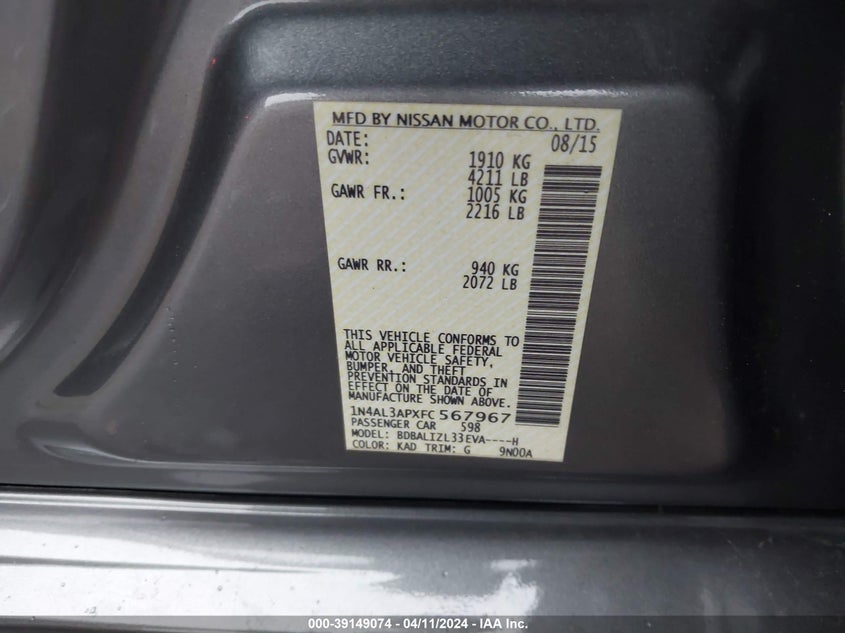 MFD BY NISSAN MOTOR CO., LTD.
DATE: 08/15
GVWR: 1910 KG
4211 LB
GAWR FR.: 1005 KG
2216 LB
GAWR RR.: 940 KG
2072 LB
THIS VEHICLE CONFORMS TO
ALL APPLICABLE FEDERAL
MOTOR VEHICLE SAFETY,
BUMPER, AND THEFT
PREVENTION STANDARDS IN
EFFECT ON THE DATE OF
MANUFACTURE SHOWN ABOVE.
1N4AL3APXFC567967
PASSENGER CAR 598
MODEL: BDBALIZL33EVA----H
COLOR: KAD TRIM: G 9N00A
000-39149074 - 04/11/2024 - IAA Inc.